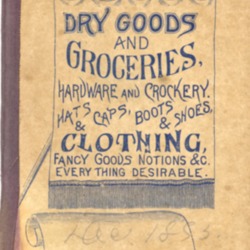 DRY GOODS
AND
GROCERIES,
HARDWARE AND CROCKERY.
HATS & CAPS, BOOTS & SHOES,
CLOTHING,
FANCY GOODS NOTIONS &C.
EVERY THING DESIRABLE.